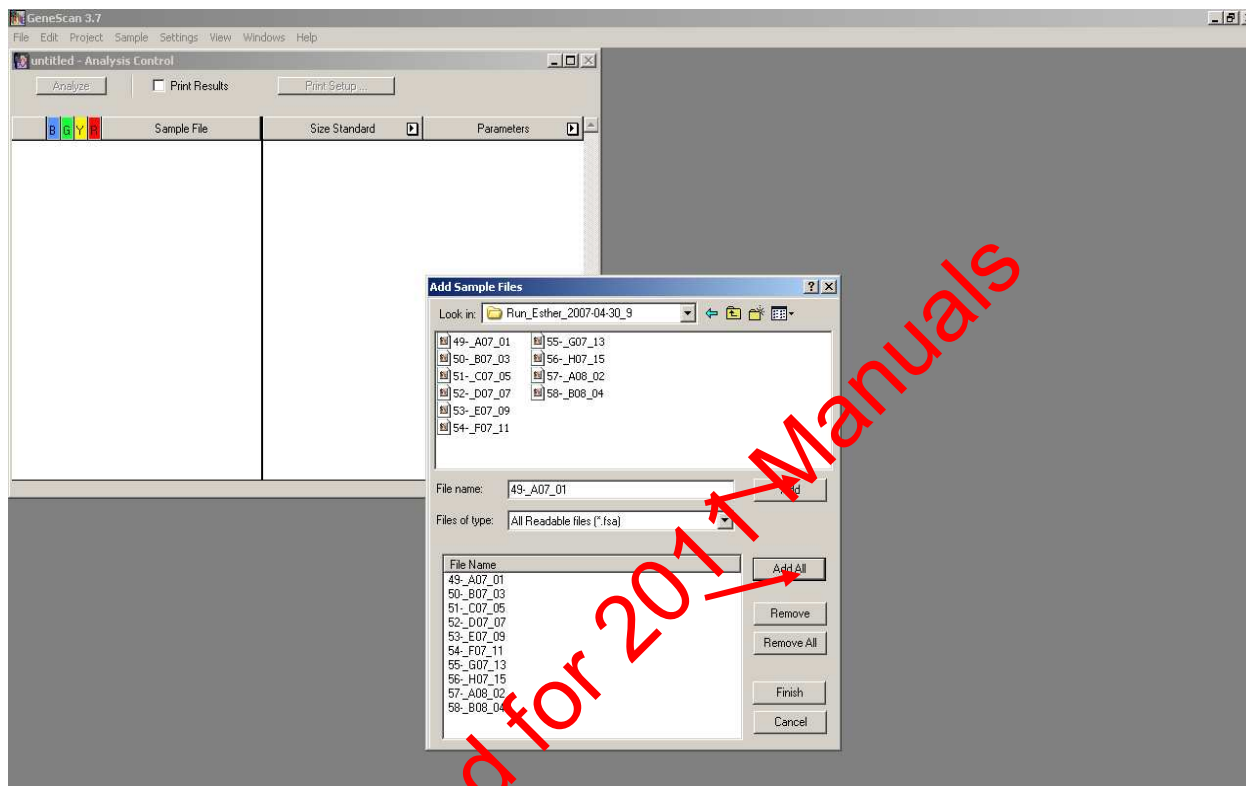 GeneScan 3.7
File Edit Project Sample Settings View Windows Help
untitled - Analysis Control
Analyze Print Results Print Setup ...
B G Y R Sample File Size Standard Parameters
Add Sample Files
Look in: Run_Esther_2007-04-30_9
49-_A07_01 55-_G07_13
50-_B07_03 56-_H07_15
51-_C07_05 57-_A08_02
52-_D07_07 58-_B08_04
53-_E07_09
54-_F07_11
File name: 49-_A07_01 Add
Files of type: All Readable files (*.fsa)
File Name
49-_A07_01
50-_B07_03
51-_C07_05
52-_D07_07
53-_E07_09
54-_F07_11
55-_G07_13
56-_H07_15
57-_A08_02
58-_B08_04
Add All
Remove
Remove All
Finish
Cancel
for 2011 Manuals